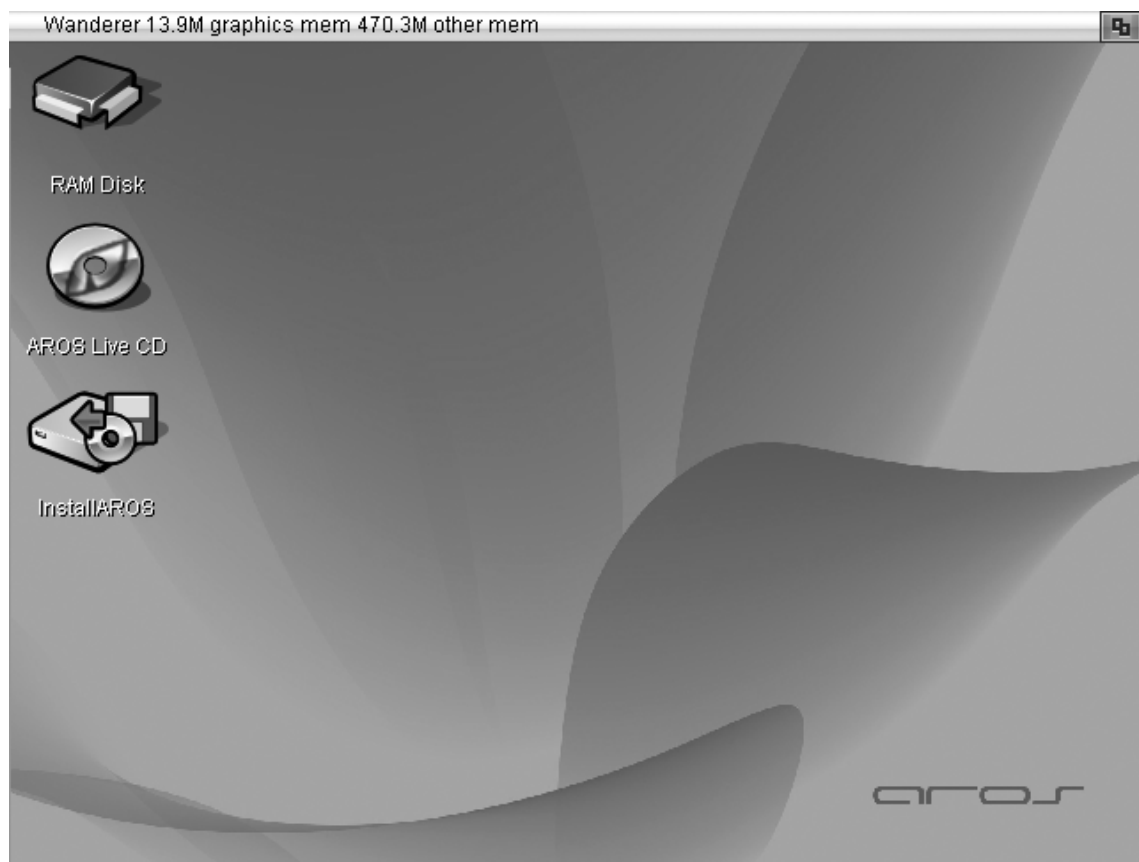 Wanderer 13.9M graphics mem 470.3M other mem
RAM Disk
AROS Live CD
InstallAROS
aros